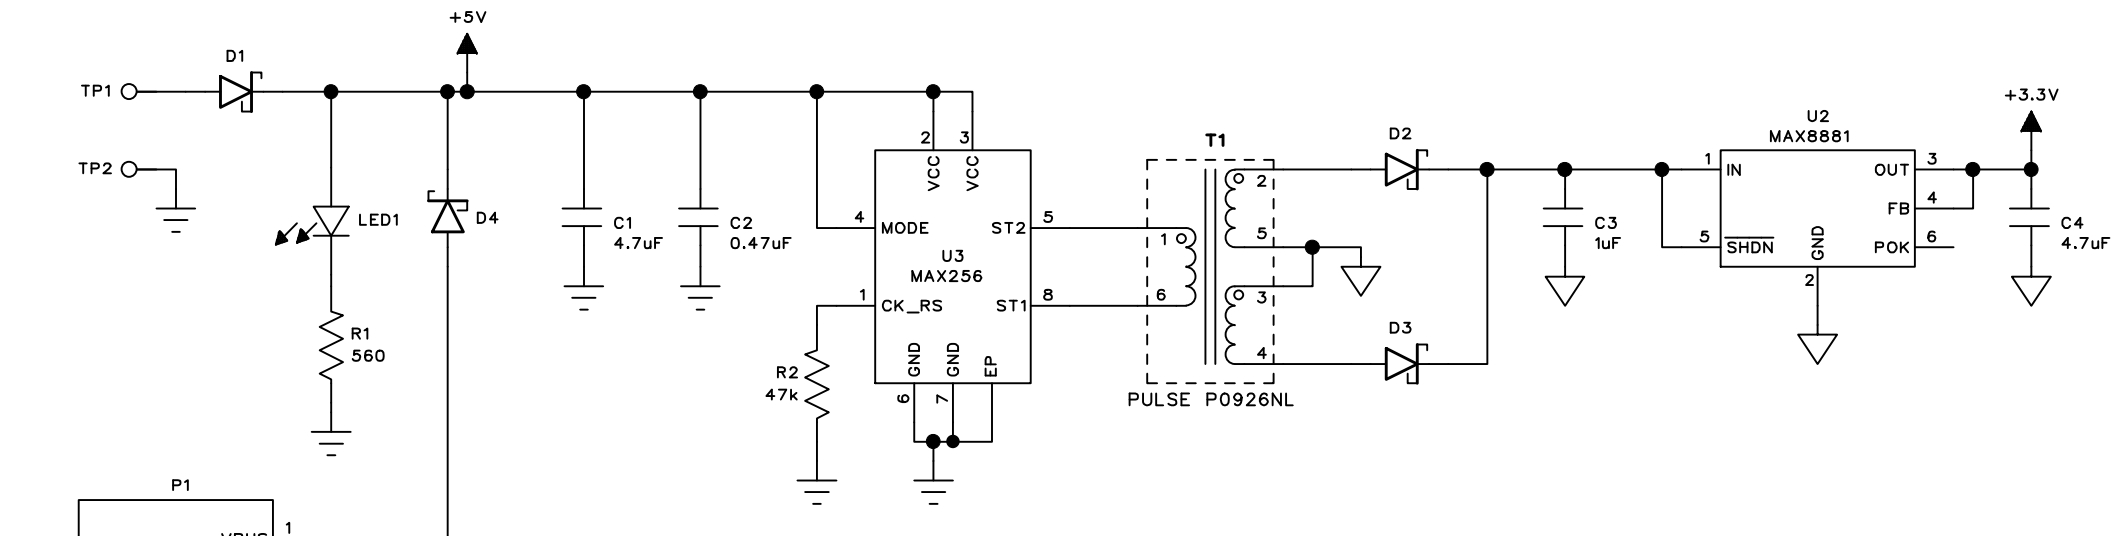 +5V
D1
TP1
TP2
LED1
R1
560
D4
C1
4.7uF
C2
0.47uF
2
3
VCC
VCC
4
MODE
ST2
5
U3
MAX256
1
CK_RS
ST1
8
GND
GND
EP
6
7
R2
47k
T1
1
6
2
5
3
4
PULSE P0926NL
D2
D3
C3
1uF
U2
MAX8881
1
IN
OUT
3
FB
4
5
SHDN
GND
POK
6
2
+3.3V
C4
4.7uF
P1
1